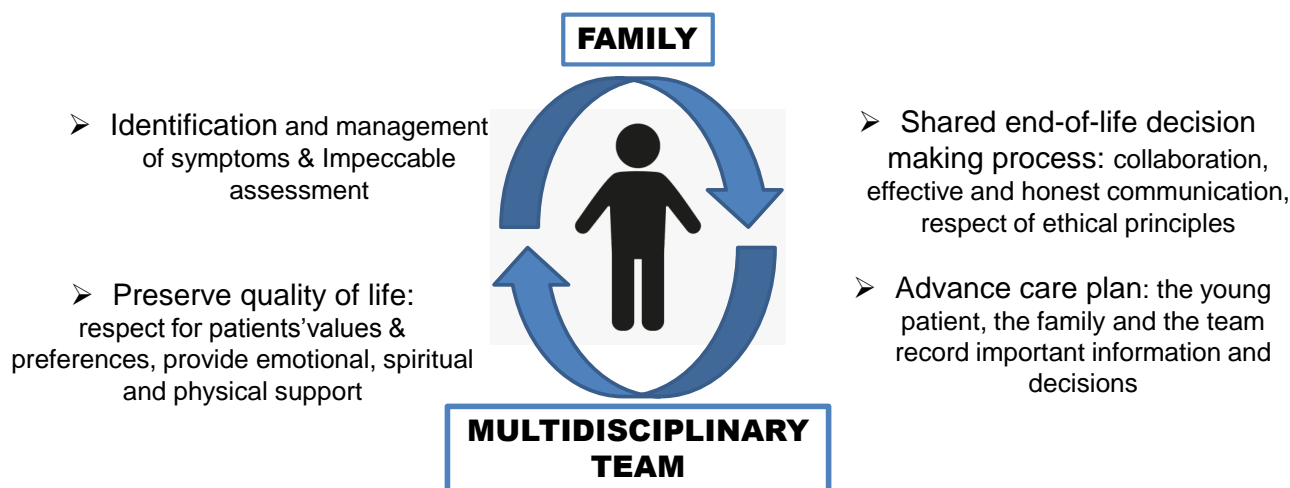 FAMILY
➢ Identification and management
of symptoms & Impeccable
assessment
➢ Preserve quality of life:
respect for patients'values &
preferences, provide emotional, spiritual
and physical support
➢ Shared end-of-life decision
making process: collaboration,
effective and honest communication,
respect of ethical principles
➢ Advance care plan: the young
patient, the family and the team
record important information and
decisions
MULTIDISCIPLINARY
TEAM